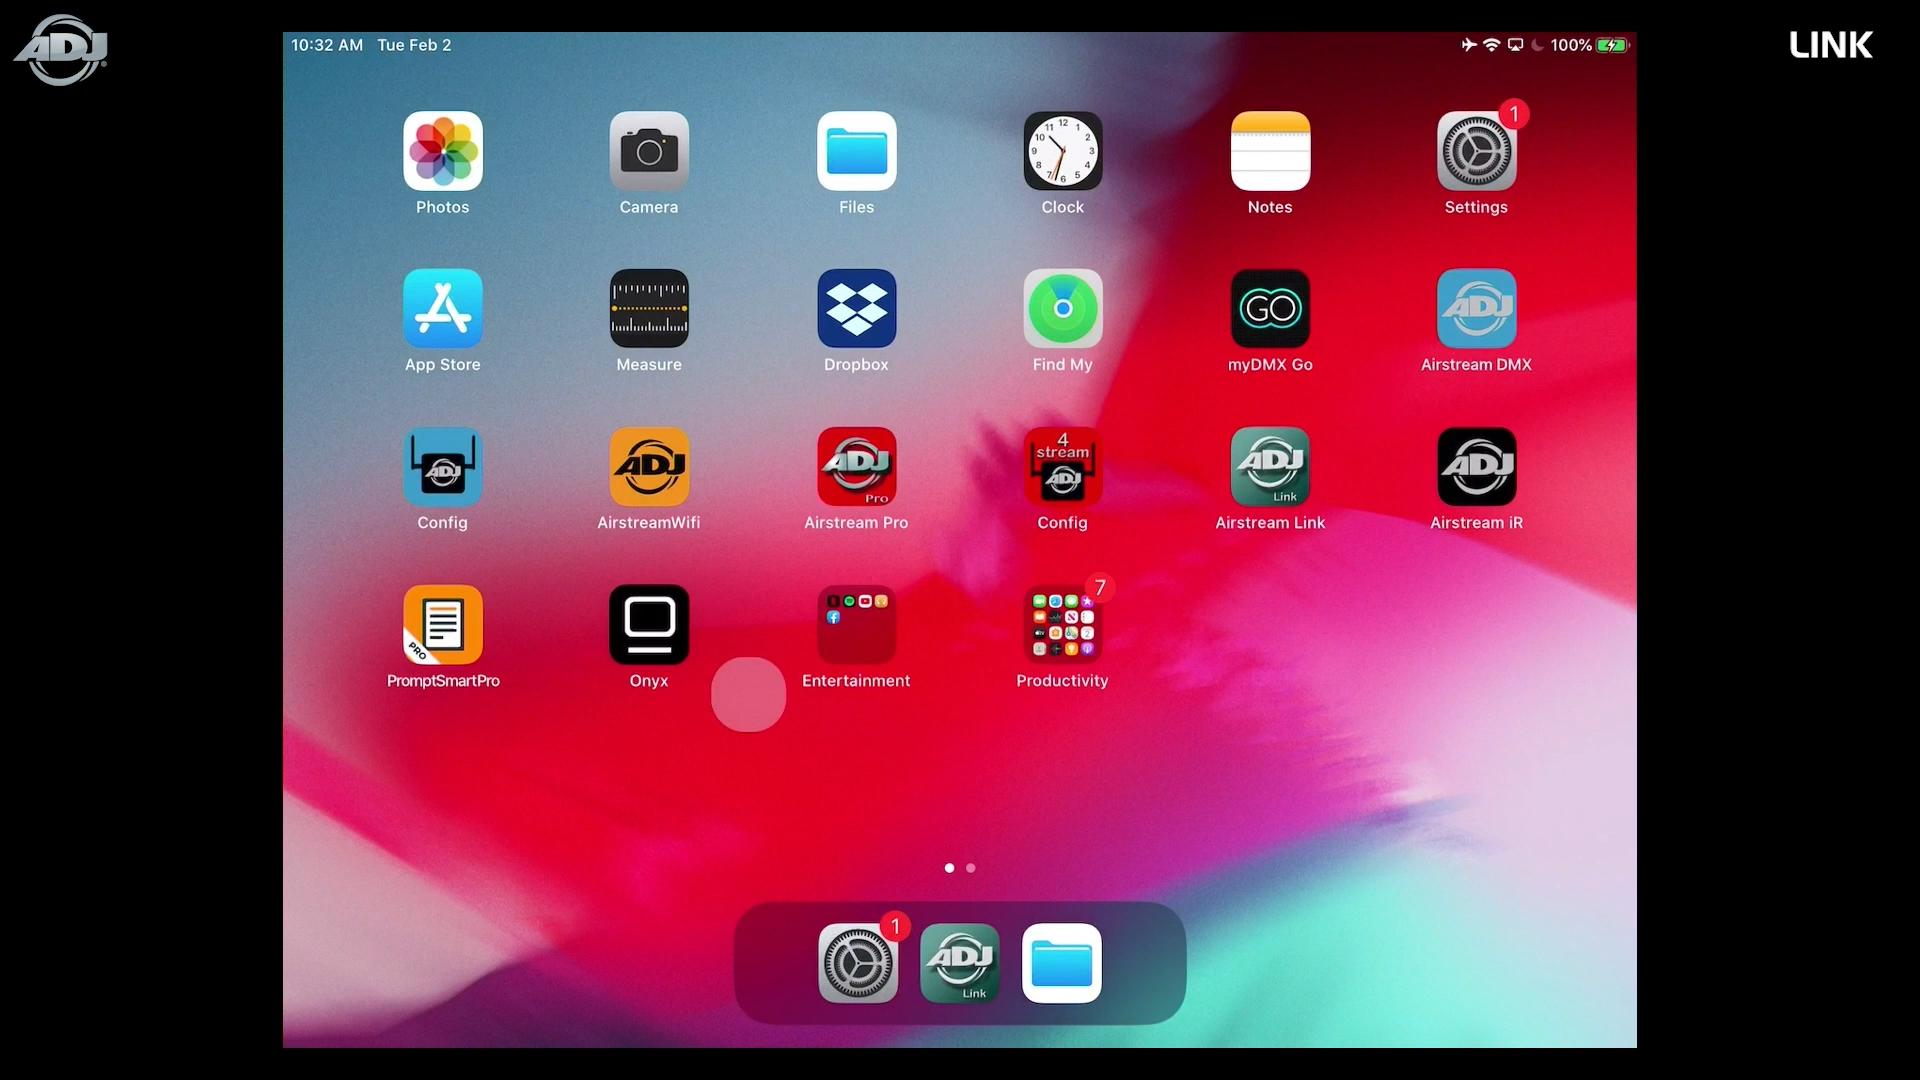 ADJ
LINK
10:32 AM Tue Feb 2
100%
1
Photos
Camera
Files
Clock
Notes
Settings
App Store
Measure
Dropbox
GO
Find My
myDMX Go
ADJ
Airstream DMX
ADJ
Config
ADJ
AirstreamWifi
ADJ
Pro
Airstream Pro
4
stream
ADJ
Config
ADJ
Link
Airstream Link
ADJ
Airstream iR
PRO
PromptSmartPro
Onyx
Entertainment
7
Productivity
1
ADJ
Link